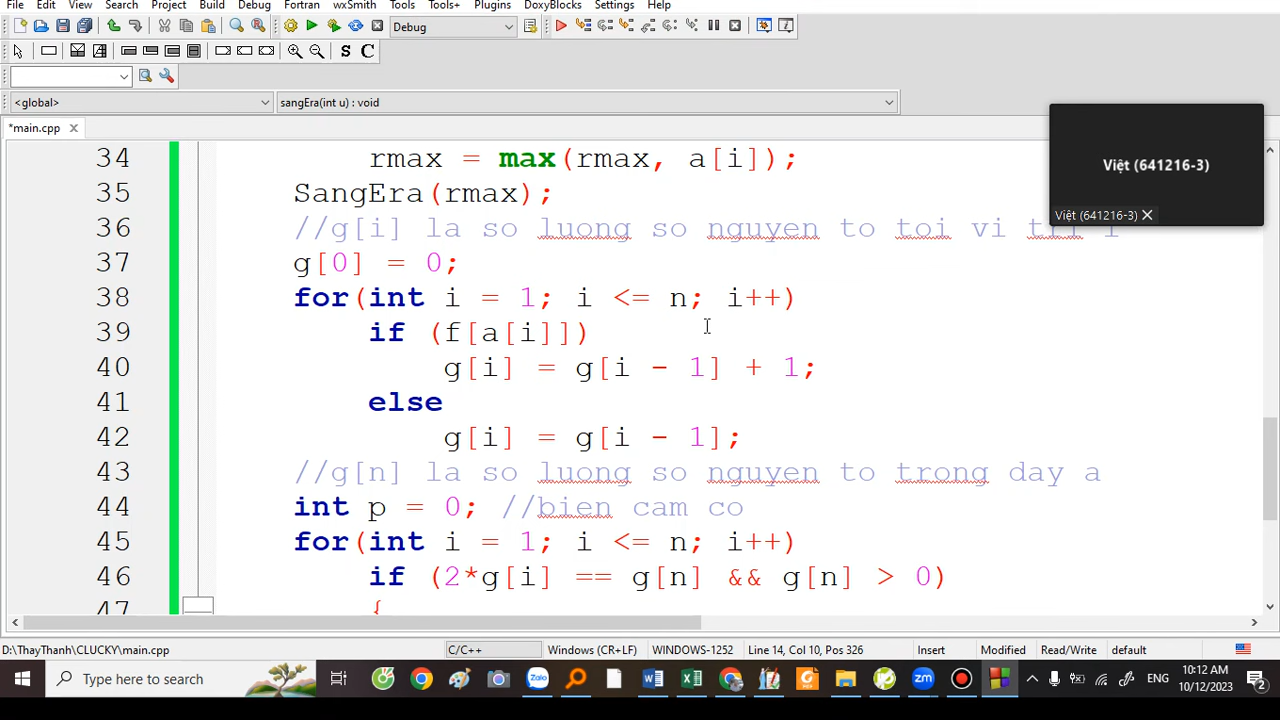 File Edit View Search Project Build Debug Fortran wxSmith Tools Tools+ Plugins DoxyBlocks Settings Help
Debug
S C
<global> sangEra(int u) : void
*main.cpp
Việt (641216-3)
Việt (641216-3)
34 rmax = max(rmax, a[i]);
35 SangEra(rmax);
36 //g[i] la so luong so nguyen to toi vi tri i
37 g[0] = 0;
38 for(int i = 1; i <= n; i++)
39 if (f[a[i]])
40 g[i] = g[i - 1] + 1;
41 else
42 g[i] = g[i - 1];
43 //g[n] la so luong so nguyen to trong day a
44 int p = 0; //bien cam co
45 for(int i = 1; i <= n; i++)
46 if (2*g[i] == g[n] && g[n] > 0)
47 {
D:\ThayThanh\CLUCKY\main.cpp C/C++ Windows (CR+LF) WINDOWS-1252 Line 14, Col 10, Pos 326 Insert Modified Read/Write default
Type here to search
Zalo
zm
ENG
10:12 AM
10/12/2023
2